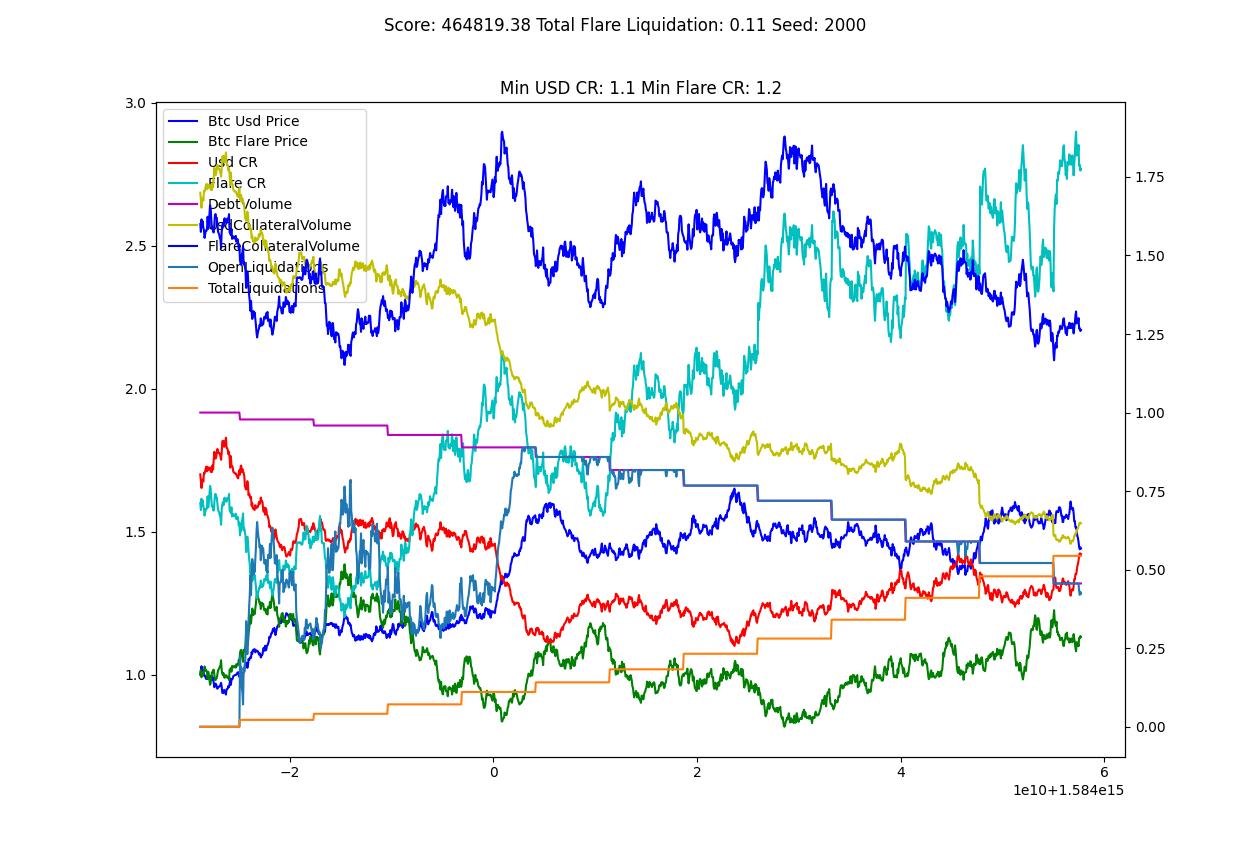 Score: 464819.38 Total Flare Liquidation: 0.11 Seed: 2000
Min USD CR: 1.1 Min Flare CR: 1.2
Btc Usd Price
Btc Flare Price
Usd CR
Flare CR
DebtVolume
UsdCollateralVolume
FlareCollateralVolume
OpenLiquidations
TotalLiquidations
3.0
2.5
2.0
1.5
1.0
1.75
1.50
1.25
1.00
0.75
0.50
0.25
0.00
−2
0
2
4
6
1e10+1.584e15